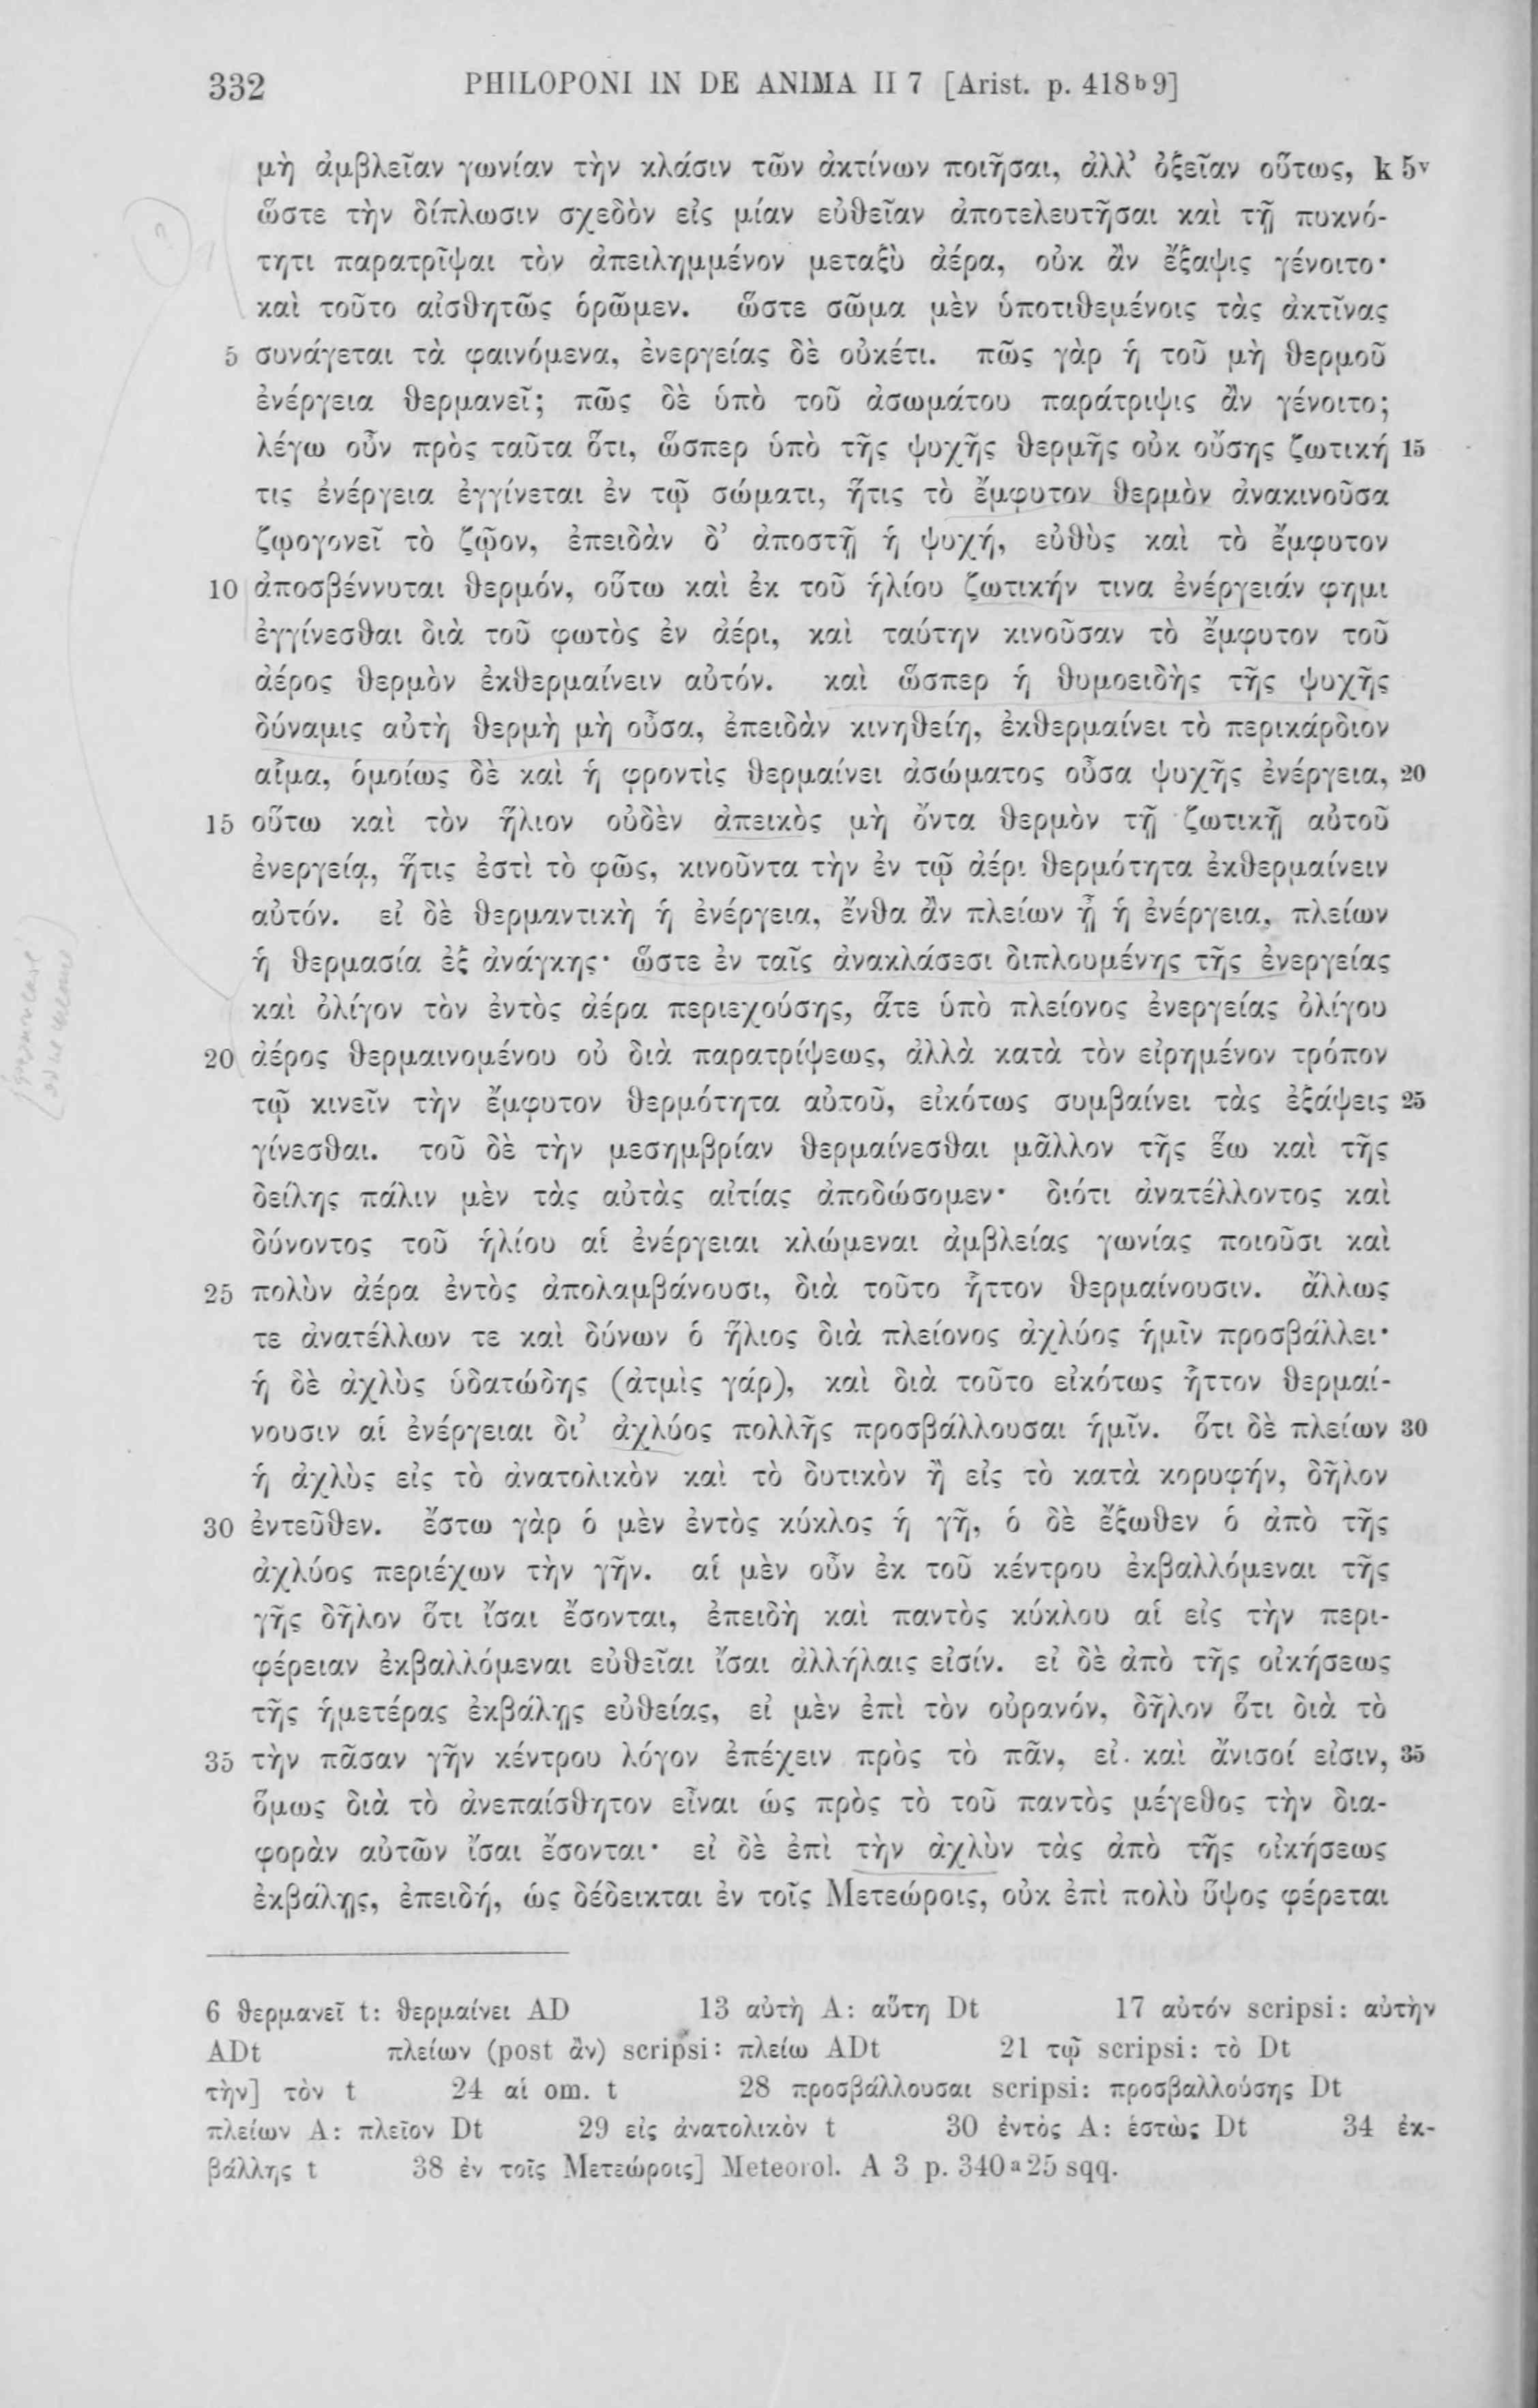 332 PHILOPONI IN DE ANIMA II 7 [Arist. p. 418ᵇ9]
μὴ ἀμβλεῖαν γωνίαν τὴν κλάσιν τῶν ἀκτίνων ποιῆσαι, ἀλλ’ ὀξεῖαν οὕτως, k 5ᵛ
ὥστε τὴν δίπλωσιν σχεδὸν εἰς μίαν εὐθεῖαν ἀποτελευτῆσαι καὶ τῇ πυκνό-
τητι παρατρῖψαι τὸν ἀπειλημμένον μεταξὺ ἀέρα, οὐκ ἂν ἔξαψις γένοιτο·
καὶ τοῦτο αἰσθητῶς ὁρῶμεν. ὥστε σῶμα μὲν ὑποτιθεμένοις τὰς ἀκτῖνας
5 συνάγεται τὰ φαινόμενα, ἐνεργείας δὲ οὐκέτι. πῶς γὰρ ἡ τοῦ μὴ θερμοῦ
ἐνέργεια θερμανεῖ; πῶς δὲ ὑπὸ τοῦ ἀσωμάτου παράτριψις ἂν γένοιτο;
λέγω οὖν πρὸς ταῦτα ὅτι, ὥσπερ ὑπὸ τῆς ψυχῆς θερμῆς οὐκ οὔσης ζωτική 15
τις ἐνέργεια ἐγγίνεται ἐν τῷ σώματι, ἥτις τὸ ἔμφυτον θερμὸν ἀνακινοῦσα
ζῳογονεῖ τὸ ζῷον, ἐπειδὰν δ’ ἀποστῇ ἡ ψυχή, εὐθὺς καὶ τὸ ἔμφυτον
10 ἀποσβέννυται θερμόν, οὕτω καὶ ἐκ τοῦ ἡλίου ζωτικήν τινα ἐνέργειάν φημι
ἐγγίνεσθαι διὰ τοῦ φωτὸς ἐν ἀέρι, καὶ ταύτην κινοῦσαν τὸ ἔμφυτον τοῦ
ἀέρος θερμὸν ἐκθερμαίνειν αὐτόν. καὶ ὥσπερ ἡ θυμοειδὴς τῆς ψυχῆς
δύναμις αὐτὴ θερμὴ μὴ οὖσα, ἐπειδὰν κινηθείη, ἐκθερμαίνει τὸ περικάρδιον
αἷμα, ὁμοίως δὲ καὶ ἡ φροντὶς θερμαίνει ἀσώματος οὖσα ψυχῆς ἐνέργεια, 20
15 οὕτω καὶ τὸν ἥλιον οὐδὲν ἀπεικὸς μὴ ὄντα θερμὸν τῇ ζωτικῇ αὐτοῦ
ἐνεργείᾳ, ἥτις ἐστὶ τὸ φῶς, κινοῦντα τὴν ἐν τῷ ἀέρι θερμότητα ἐκθερμαίνειν
αὐτόν. εἰ δὲ θερμαντικὴ ἡ ἐνέργεια, ἔνθα ἂν πλείων ᾖ ἡ ἐνέργεια, πλείων
ἡ θερμασία ἐξ ἀνάγκης· ὥστε ἐν ταῖς ἀνακλάσεσι διπλουμένης τῆς ἐνεργείας
καὶ ὀλίγον τὸν ἐντὸς ἀέρα περιεχούσης, ἅτε ὑπὸ πλείονος ἐνεργείας ὀλίγου
20 ἀέρος θερμαινομένου οὐ διὰ παρατρίψεως, ἀλλὰ κατὰ τὸν εἰρημένον τρόπον
τῷ κινεῖν τὴν ἔμφυτον θερμότητα αὐτοῦ, εἰκότως συμβαίνει τὰς ἐξάψεις 25
γίνεσθαι. τοῦ δὲ τὴν μεσημβρίαν θερμαίνεσθαι μᾶλλον τῆς ἕω καὶ τῆς
δείλης πάλιν μὲν τὰς αὐτὰς αἰτίας ἀποδώσομεν· διότι ἀνατέλλοντος καὶ
δύνοντος τοῦ ἡλίου αἱ ἐνέργειαι κλώμεναι ἀμβλείας γωνίας ποιοῦσι καὶ
25 πολὺν ἀέρα ἐντὸς ἀπολαμβάνουσι, διὰ τοῦτο ἧττον θερμαίνουσιν. ἄλλως
τε ἀνατέλλων τε καὶ δύνων ὁ ἥλιος διὰ πλείονος ἀχλύος ἡμῖν προσβάλλει·
ἡ δὲ ἀχλὺς ὑδατώδης (ἀτμὶς γάρ), καὶ διὰ τοῦτο εἰκότως ἧττον θερμαί-
νουσιν αἱ ἐνέργειαι δι’ ἀχλύος πολλῆς προσβάλλουσαι ἡμῖν. ὅτι δὲ πλείων 30
ἡ ἀχλὺς εἰς τὸ ἀνατολικὸν καὶ τὸ δυτικὸν ἢ εἰς τὸ κατὰ κορυφήν, δῆλον
30 ἐντεῦθεν. ἔστω γὰρ ὁ μὲν ἐντὸς κύκλος ἡ γῆ, ὁ δὲ ἔξωθεν ὁ ἀπὸ τῆς
ἀχλύος περιέχων τὴν γῆν. αἱ μὲν οὖν ἐκ τοῦ κέντρου ἐκβαλλόμεναι τῆς
γῆς δῆλον ὅτι ἴσαι ἔσονται, ἐπειδὴ καὶ παντὸς κύκλου αἱ εἰς τὴν περι-
φέρειαν ἐκβαλλόμεναι εὐθεῖαι ἴσαι ἀλλήλαις εἰσίν. εἰ δὲ ἀπὸ τῆς οἰκήσεως
τῆς ἡμετέρας ἐκβάλῃς εὐθείας, εἰ μὲν ἐπὶ τὸν οὐρανόν, δῆλον ὅτι διὰ τὸ
35 τὴν πᾶσαν γῆν κέντρου λόγον ἐπέχειν πρὸς τὸ πᾶν, εἰ καὶ ἄνισοί εἰσιν, 35
ὅμως διὰ τὸ ἀνεπαίσθητον εἶναι ὡς πρὸς τὸ τοῦ παντὸς μέγεθος τὴν δια-
φορὰν αὐτῶν ἴσαι ἔσονται· εἰ δὲ ἐπὶ τὴν ἀχλὺν τὰς ἀπὸ τῆς οἰκήσεως
ἐκβάλῃς, ἐπειδή, ὡς δέδεικται ἐν τοῖς Μετεώροις, οὐκ ἐπὶ πολὺ ὕψος φέρεται
6 θερμανεῖ t: θερμαίνει AD 13 αὐτὴ A: αὕτη Dt 17 αὐτόν scripsi: αὐτὴν
ADt πλείων (post ἂν) scripsi: πλείω ADt 21 τῷ scripsi: τὸ Dt
τὴν] τὸν t 24 αἱ om. t 28 προσβάλλουσαι scripsi: προσβαλλούσης Dt
πλείων A: πλεῖον Dt 29 εἰς ἀνατολικὸν t 30 ἐντὸς A: ἑστὼς Dt 34 ἐκ-
βάλλης t 38 ἐν τοῖς Μετεώροις] Meteorol. A 3 p. 340ᵃ25 sqq.